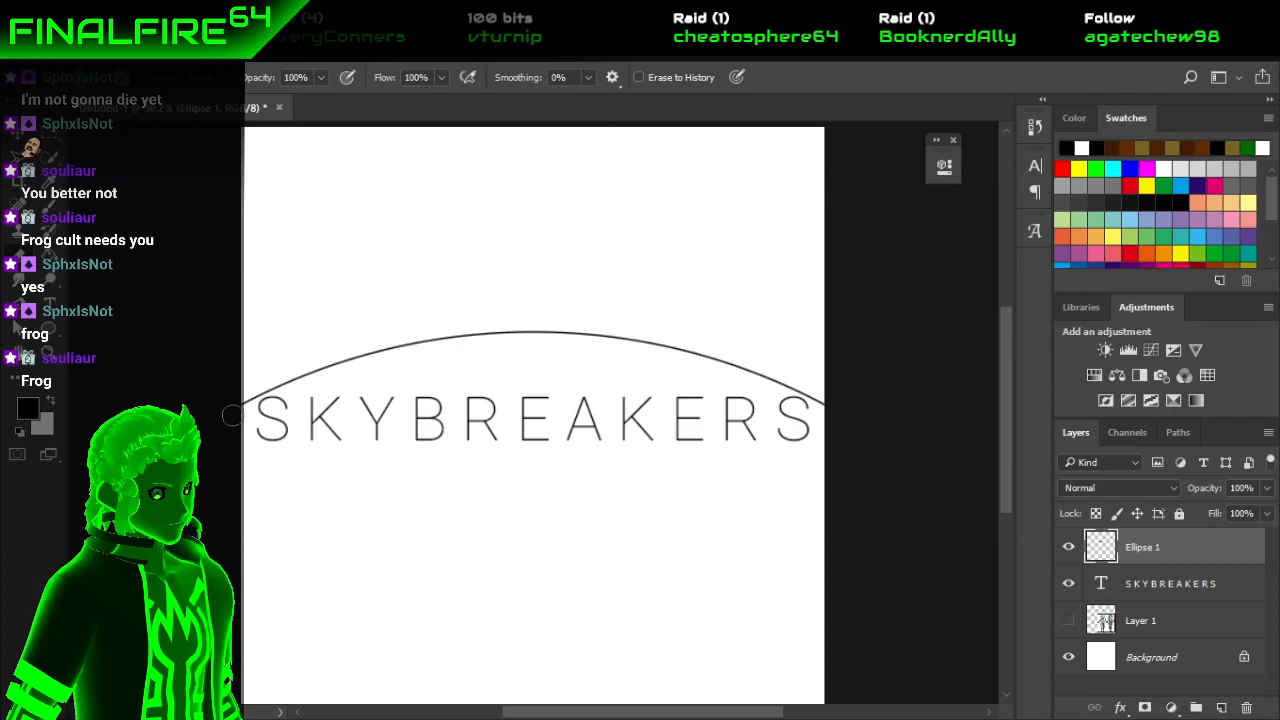 FINALFIRE64
(4)
veryConners
100 bits
vturnip
Raid (1)
cheatosphere64
Raid (1)
BooknerdAlly
Follow
agatechew98
Opacity: 100%
Flow: 100%
Smoothing: 0%
Erase to History
SphxIsNot
I'm not gonna die yet
SphxIsNot
souliaur
You better not
souliaur
Frog cult needs you
SphxIsNot
yes
SphxIsNot
frog
souliaur
Frog
SKYBREAKERS
Color
Swatches
Libraries
Adjustments
Add an adjustment
Layers
Channels
Paths
Kind
Normal
Opacity: 100%
Lock:
Fill: 100%
Ellipse 1
SKYBREAKERS
Layer 1
Background